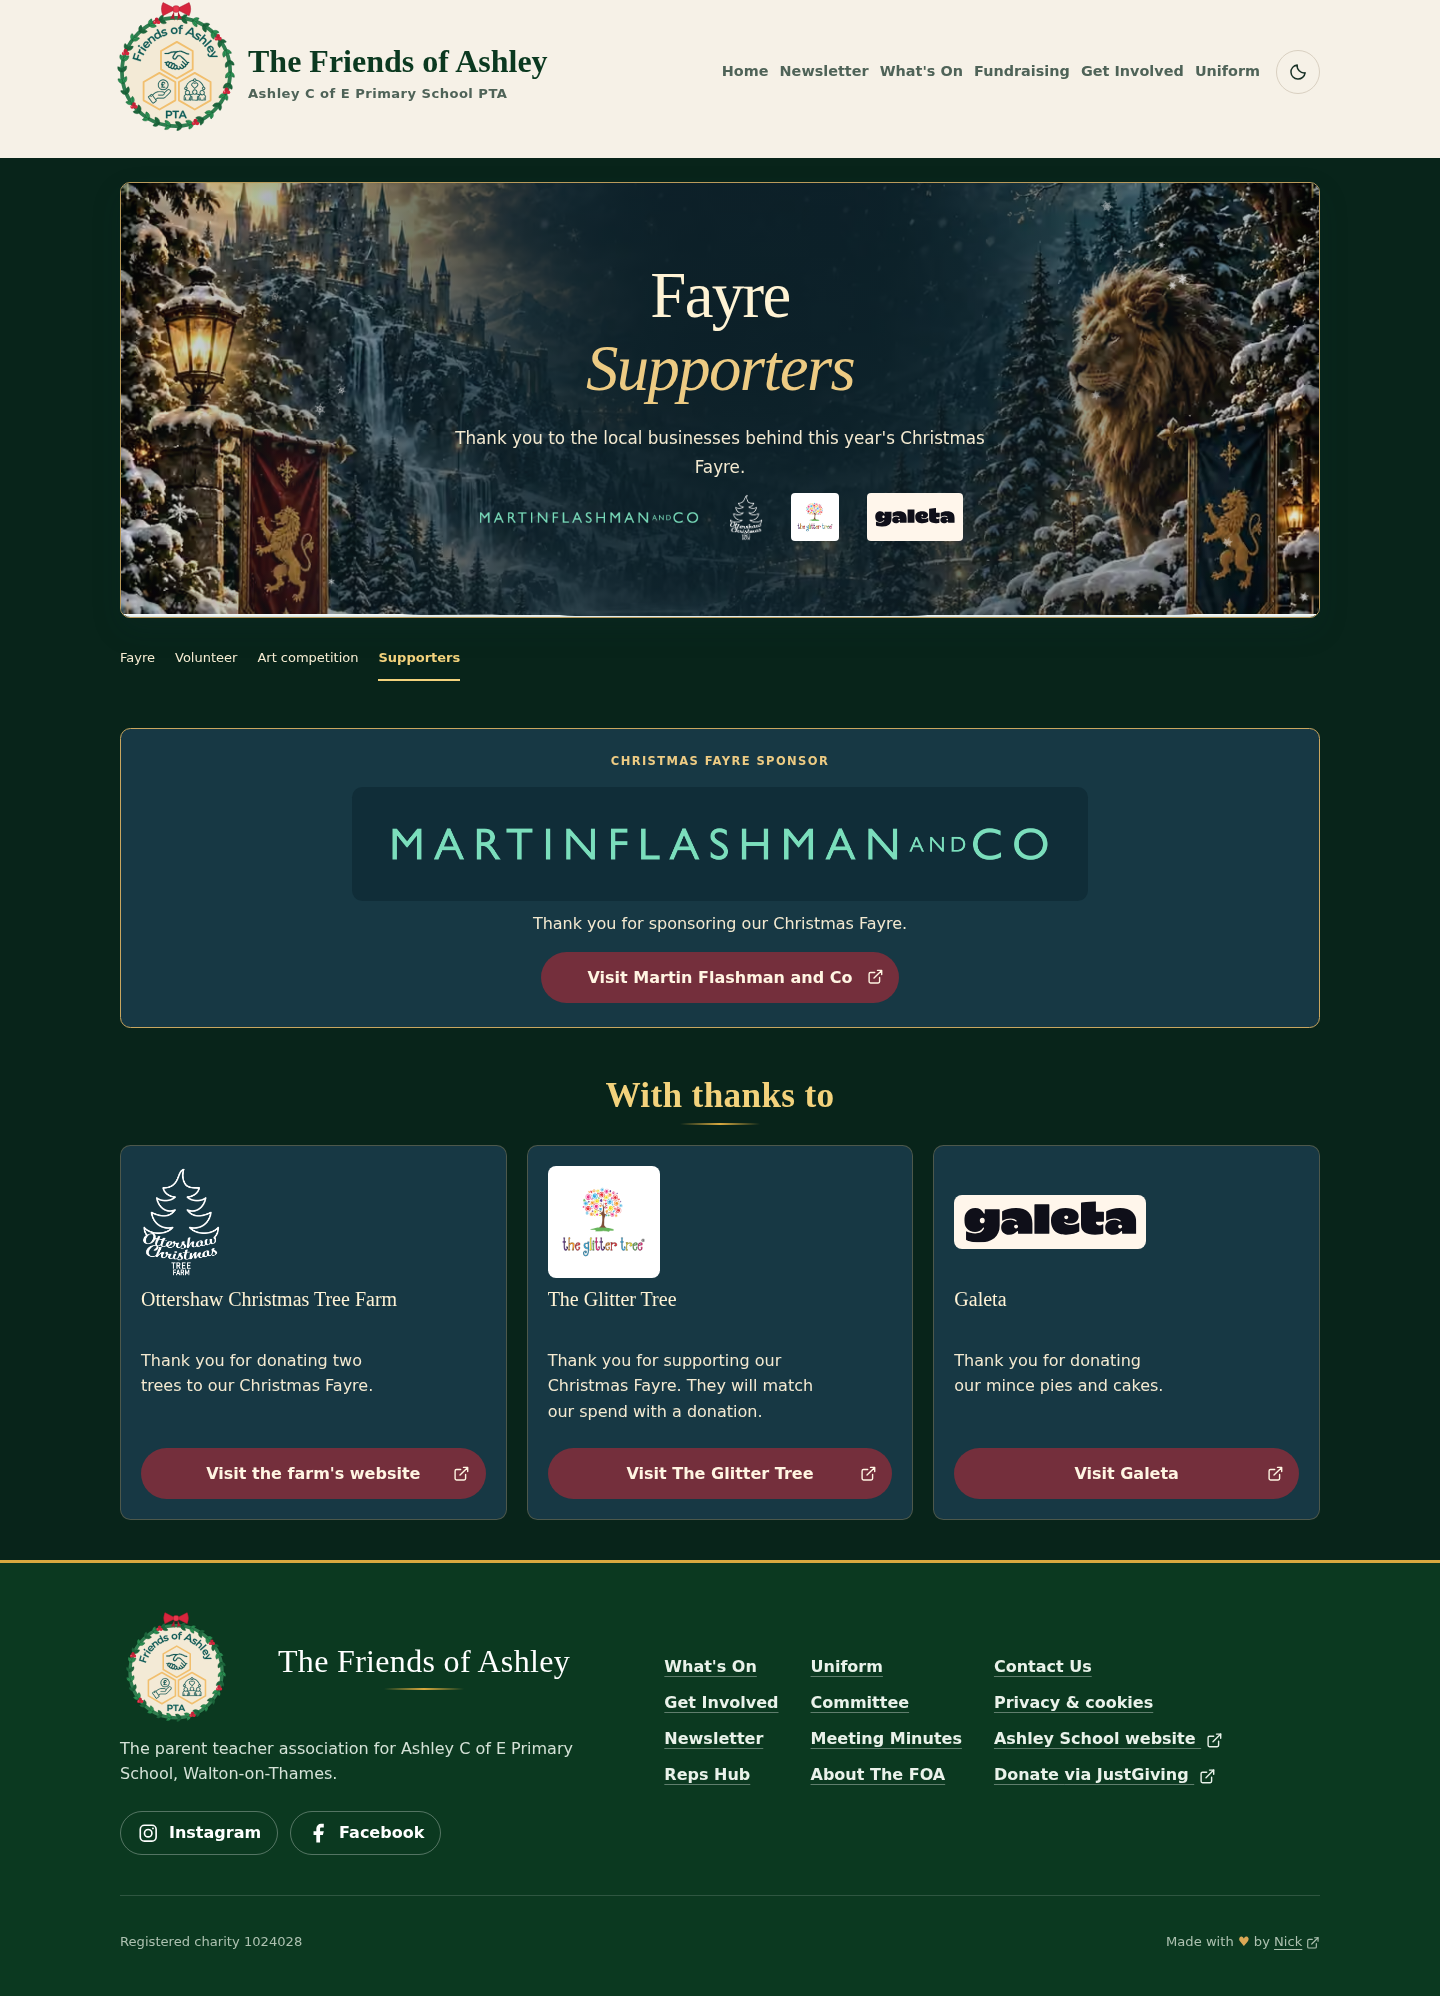 Friends of Ashley
PTA
The Friends of Ashley
Ashley C of E Primary School PTA
Home Newsletter What's On Fundraising Get Involved Uniform
Fayre
Supporters
Thank you to the local businesses behind this year's Christmas
Fayre.
MARTINFLASHMANANDCO
Ottershaw
Christmas
TREE
FARM
the glitter tree
galeta
Fayre Volunteer Art competition Supporters
CHRISTMAS FAYRE SPONSOR
MARTINFLASHMANANDCO
Thank you for sponsoring our Christmas Fayre.
Visit Martin Flashman and Co
With thanks to
Ottershaw
Christmas
TREE
FARM
Ottershaw Christmas Tree Farm
Thank you for donating two
trees to our Christmas Fayre.
Visit the farm's website
the glitter tree
The Glitter Tree
Thank you for supporting our
Christmas Fayre. They will match
our spend with a donation.
Visit The Glitter Tree
galeta
Galeta
Thank you for donating
our mince pies and cakes.
Visit Galeta
Friends of Ashley
PTA
The Friends of Ashley
The parent teacher association for Ashley C of E Primary
School, Walton-on-Thames.
Instagram Facebook
What's On
Get Involved
Newsletter
Reps Hub
Uniform
Committee
Meeting Minutes
About The FOA
Contact Us
Privacy & cookies
Ashley School website
Donate via JustGiving
Registered charity 1024028
Made with ♥ by Nick